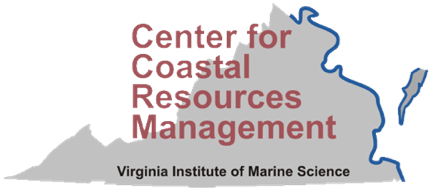 Center for
Coastal
Resources
Management
Virginia Institute of Marine Science